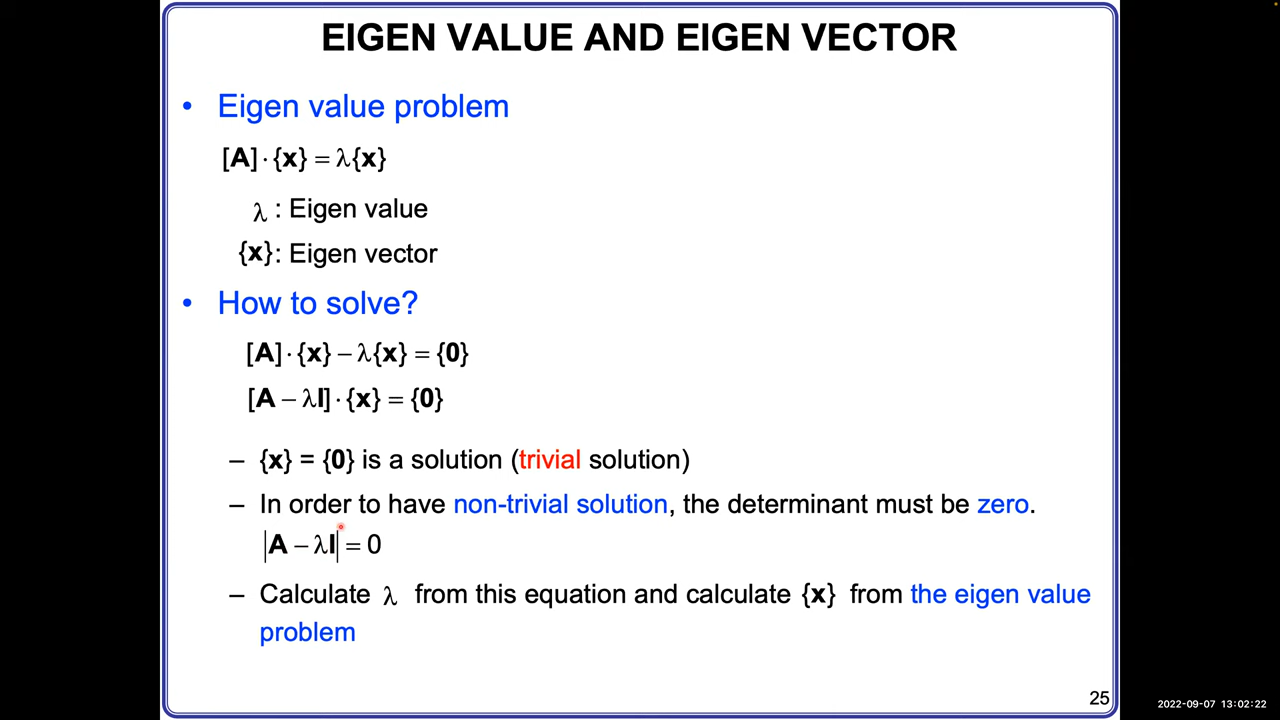 EIGEN VALUE AND EIGEN VECTOR
• Eigen value problem
[A]·{x} = λ{x}
λ : Eigen value
{x}: Eigen vector
• How to solve?
[A]·{x} – λ{x} = {0}
[A – λI]·{x} = {0}
– {x} = {0} is a solution (trivial solution)
– In order to have non-trivial solution, the determinant must be zero.
|A – λI| = 0
– Calculate λ from this equation and calculate {x} from the eigen value
problem
25
2022-09-07 13:02:22